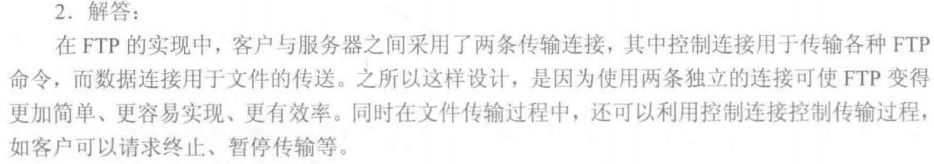 2．解答：
在 FTP 的实现中，客户与服务器之间采用了两条传输连接，其中控制连接用于传输各种 FTP
命令，而数据连接用于文件的传送。之所以这样设计，是因为使用两条独立的连接可使 FTP 变得
更加简单、更容易实现、更有效率。同时在文件传输过程中，还可以利用控制连接控制传输过程，
如客户可以请求终止、暂停传输等。